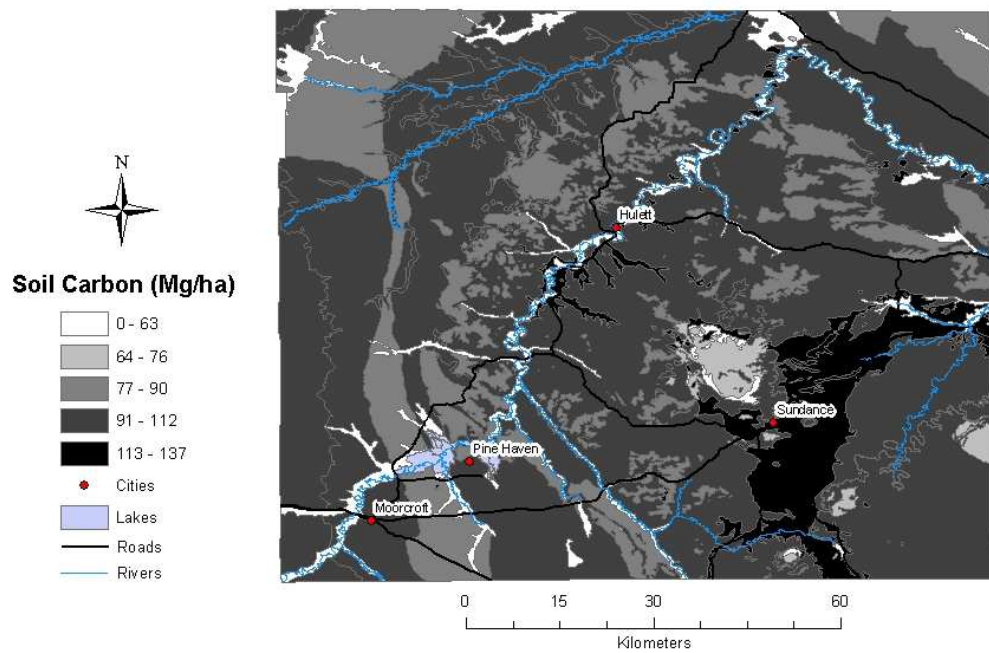 N
Soil Carbon (Mg/ha)
0 - 63
64 - 76
77 - 90
91 - 112
113 - 137
Cities
Lakes
Roads
Rivers
Hulett
Sundance
Pine Haven
Moorcroft
0 15 30 60
Kilometers